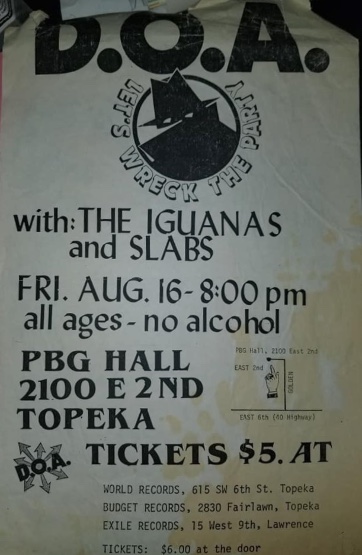 D.O.A.
LET'S WRECK THE PARTY
with: THE IGUANAS
and SLABS
FRI. AUG. 16 - 8:00 pm
all ages - no alcohol
PBG HALL
2100 E 2ND
TOPEKA
PBG Hall, 2100 East 2nd
EAST 2nd
GOLDEN
EAST 6th (40 Highway)
D.O.A.
TICKETS $5. AT
WORLD RECORDS, 615 SW 6th St. Topeka
BUDGET RECORDS, 2830 Fairlawn, Topeka
EXILE RECORDS, 15 West 9th, Lawrence
TICKETS: $6.00 at the door